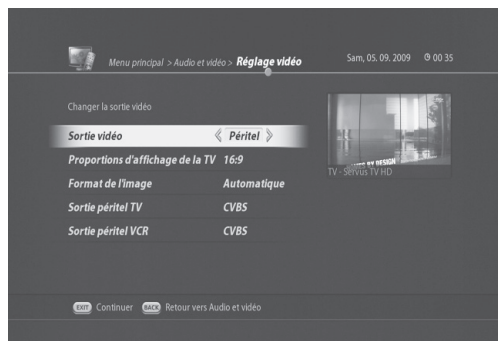 Menu principal > Audio et vidéo > Réglage vidéo
Sam, 05. 09. 2009 00 35
Changer la sortie vidéo
Sortie vidéo Péritel
Proportions d'affichage de la TV 16:9
Format de l'image Automatique
Sortie péritel TV CVBS
Sortie péritel VCR CVBS
BY DESIGN
TV - Servus TV HD
EXIT Continuer BACK Retour vers Audio et vidéo